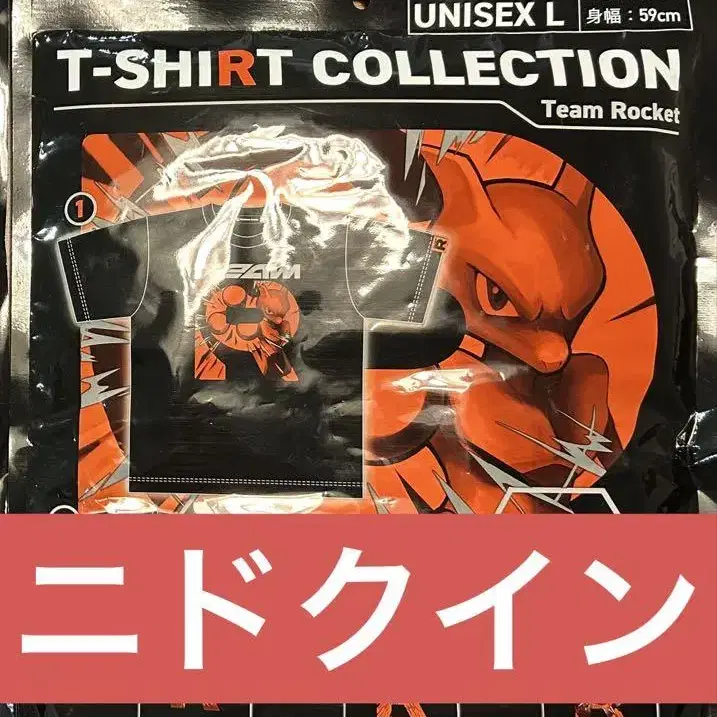 UNISEX L
身幅：59cm
T-SHIRT COLLECTION
Team Rocket
1
R
TEAM
R
ニドクイン